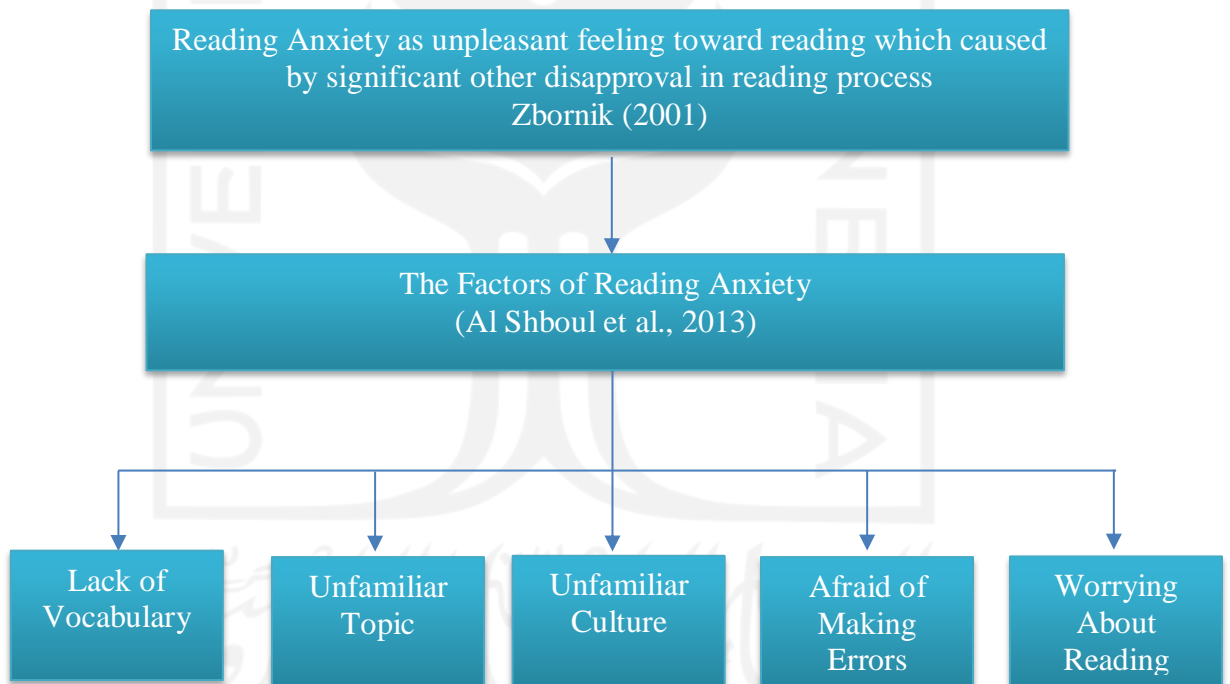 Reading Anxiety as unpleasant feeling toward reading which caused
by significant other disapproval in reading process
Zbornik (2001)
The Factors of Reading Anxiety
(Al Shboul et al., 2013)
Lack of
Vocabulary
Unfamiliar
Topic
Unfamiliar
Culture
Afraid of
Making
Errors
Worrying
About
Reading